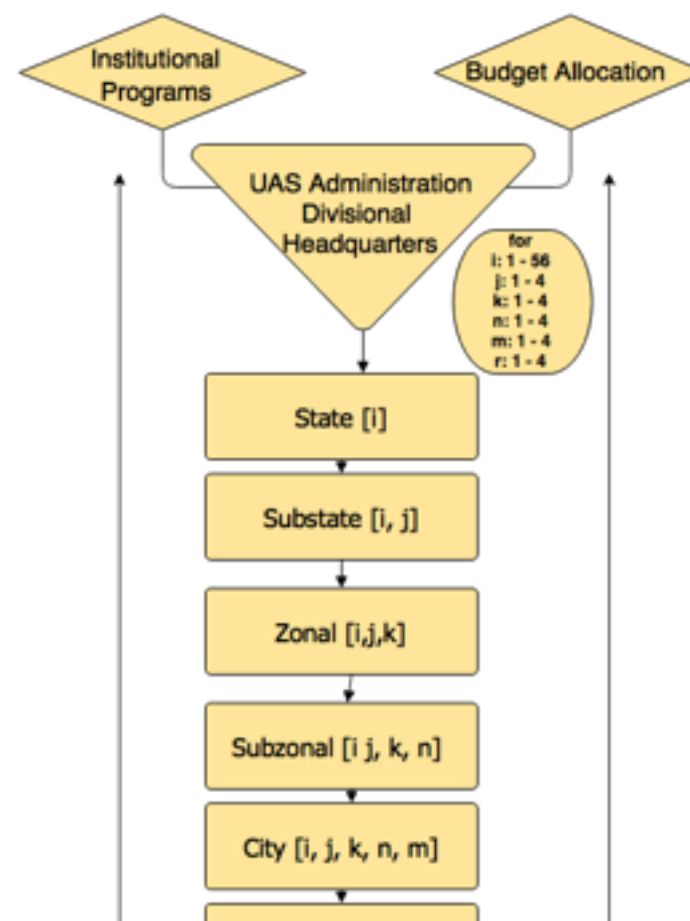 Institutional
Programs
Budget Allocation
UAS Administration
Divisional
Headquarters
for
i: 1 - 56
j: 1 - 4
k: 1 - 4
n: 1 - 4
m: 1 - 4
r: 1 - 4
State [i]
Substate [i, j]
Zonal [i,j,k]
Subzonal [i j, k, n]
City [i, j, k, n, m]